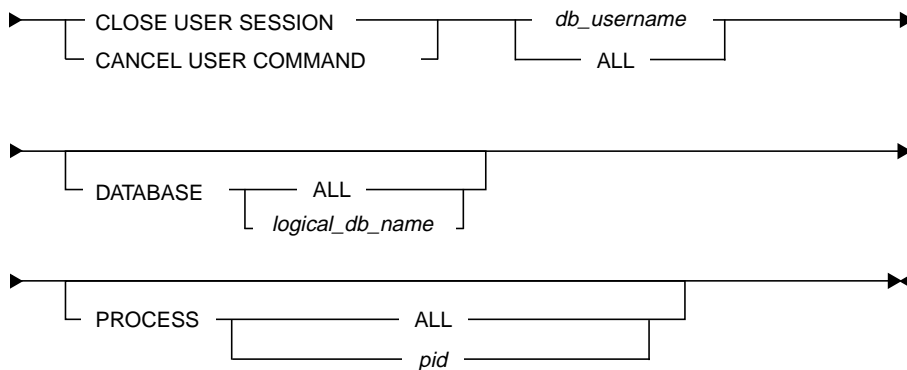 CLOSE USER SESSION
CANCEL USER COMMAND
db_username
ALL
DATABASE
ALL
logical_db_name
PROCESS
ALL
pid